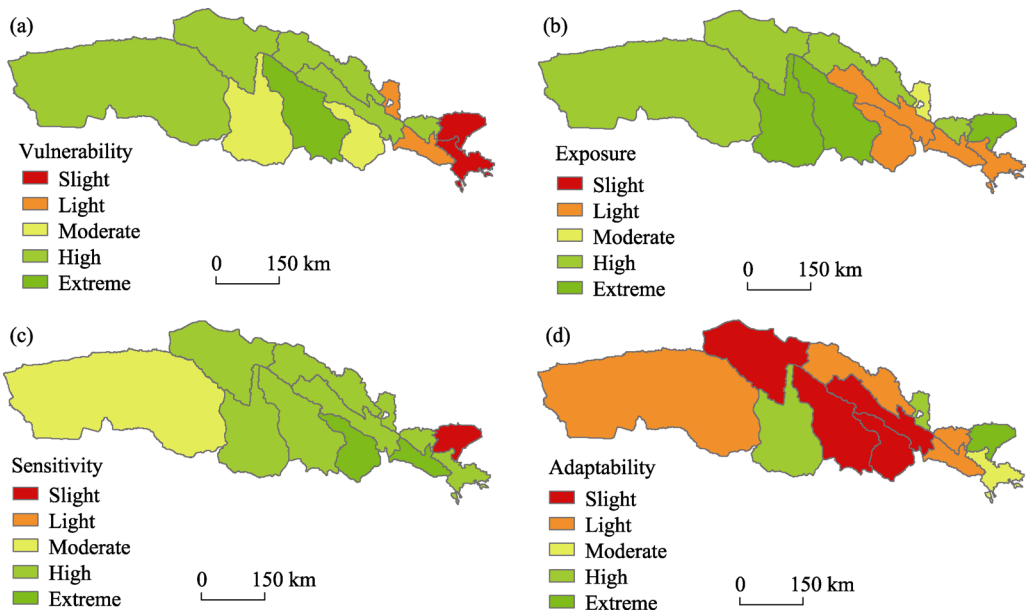 (a)
Vulnerability
Slight
Light
Moderate
High
Extreme
0 150 km
(b)
Exposure
Slight
Light
Moderate
High
Extreme
0 150 km
(c)
Sensitivity
Slight
Light
Moderate
High
Extreme
0 150 km
(d)
Adaptability
Slight
Light
Moderate
High
Extreme
0 150 km